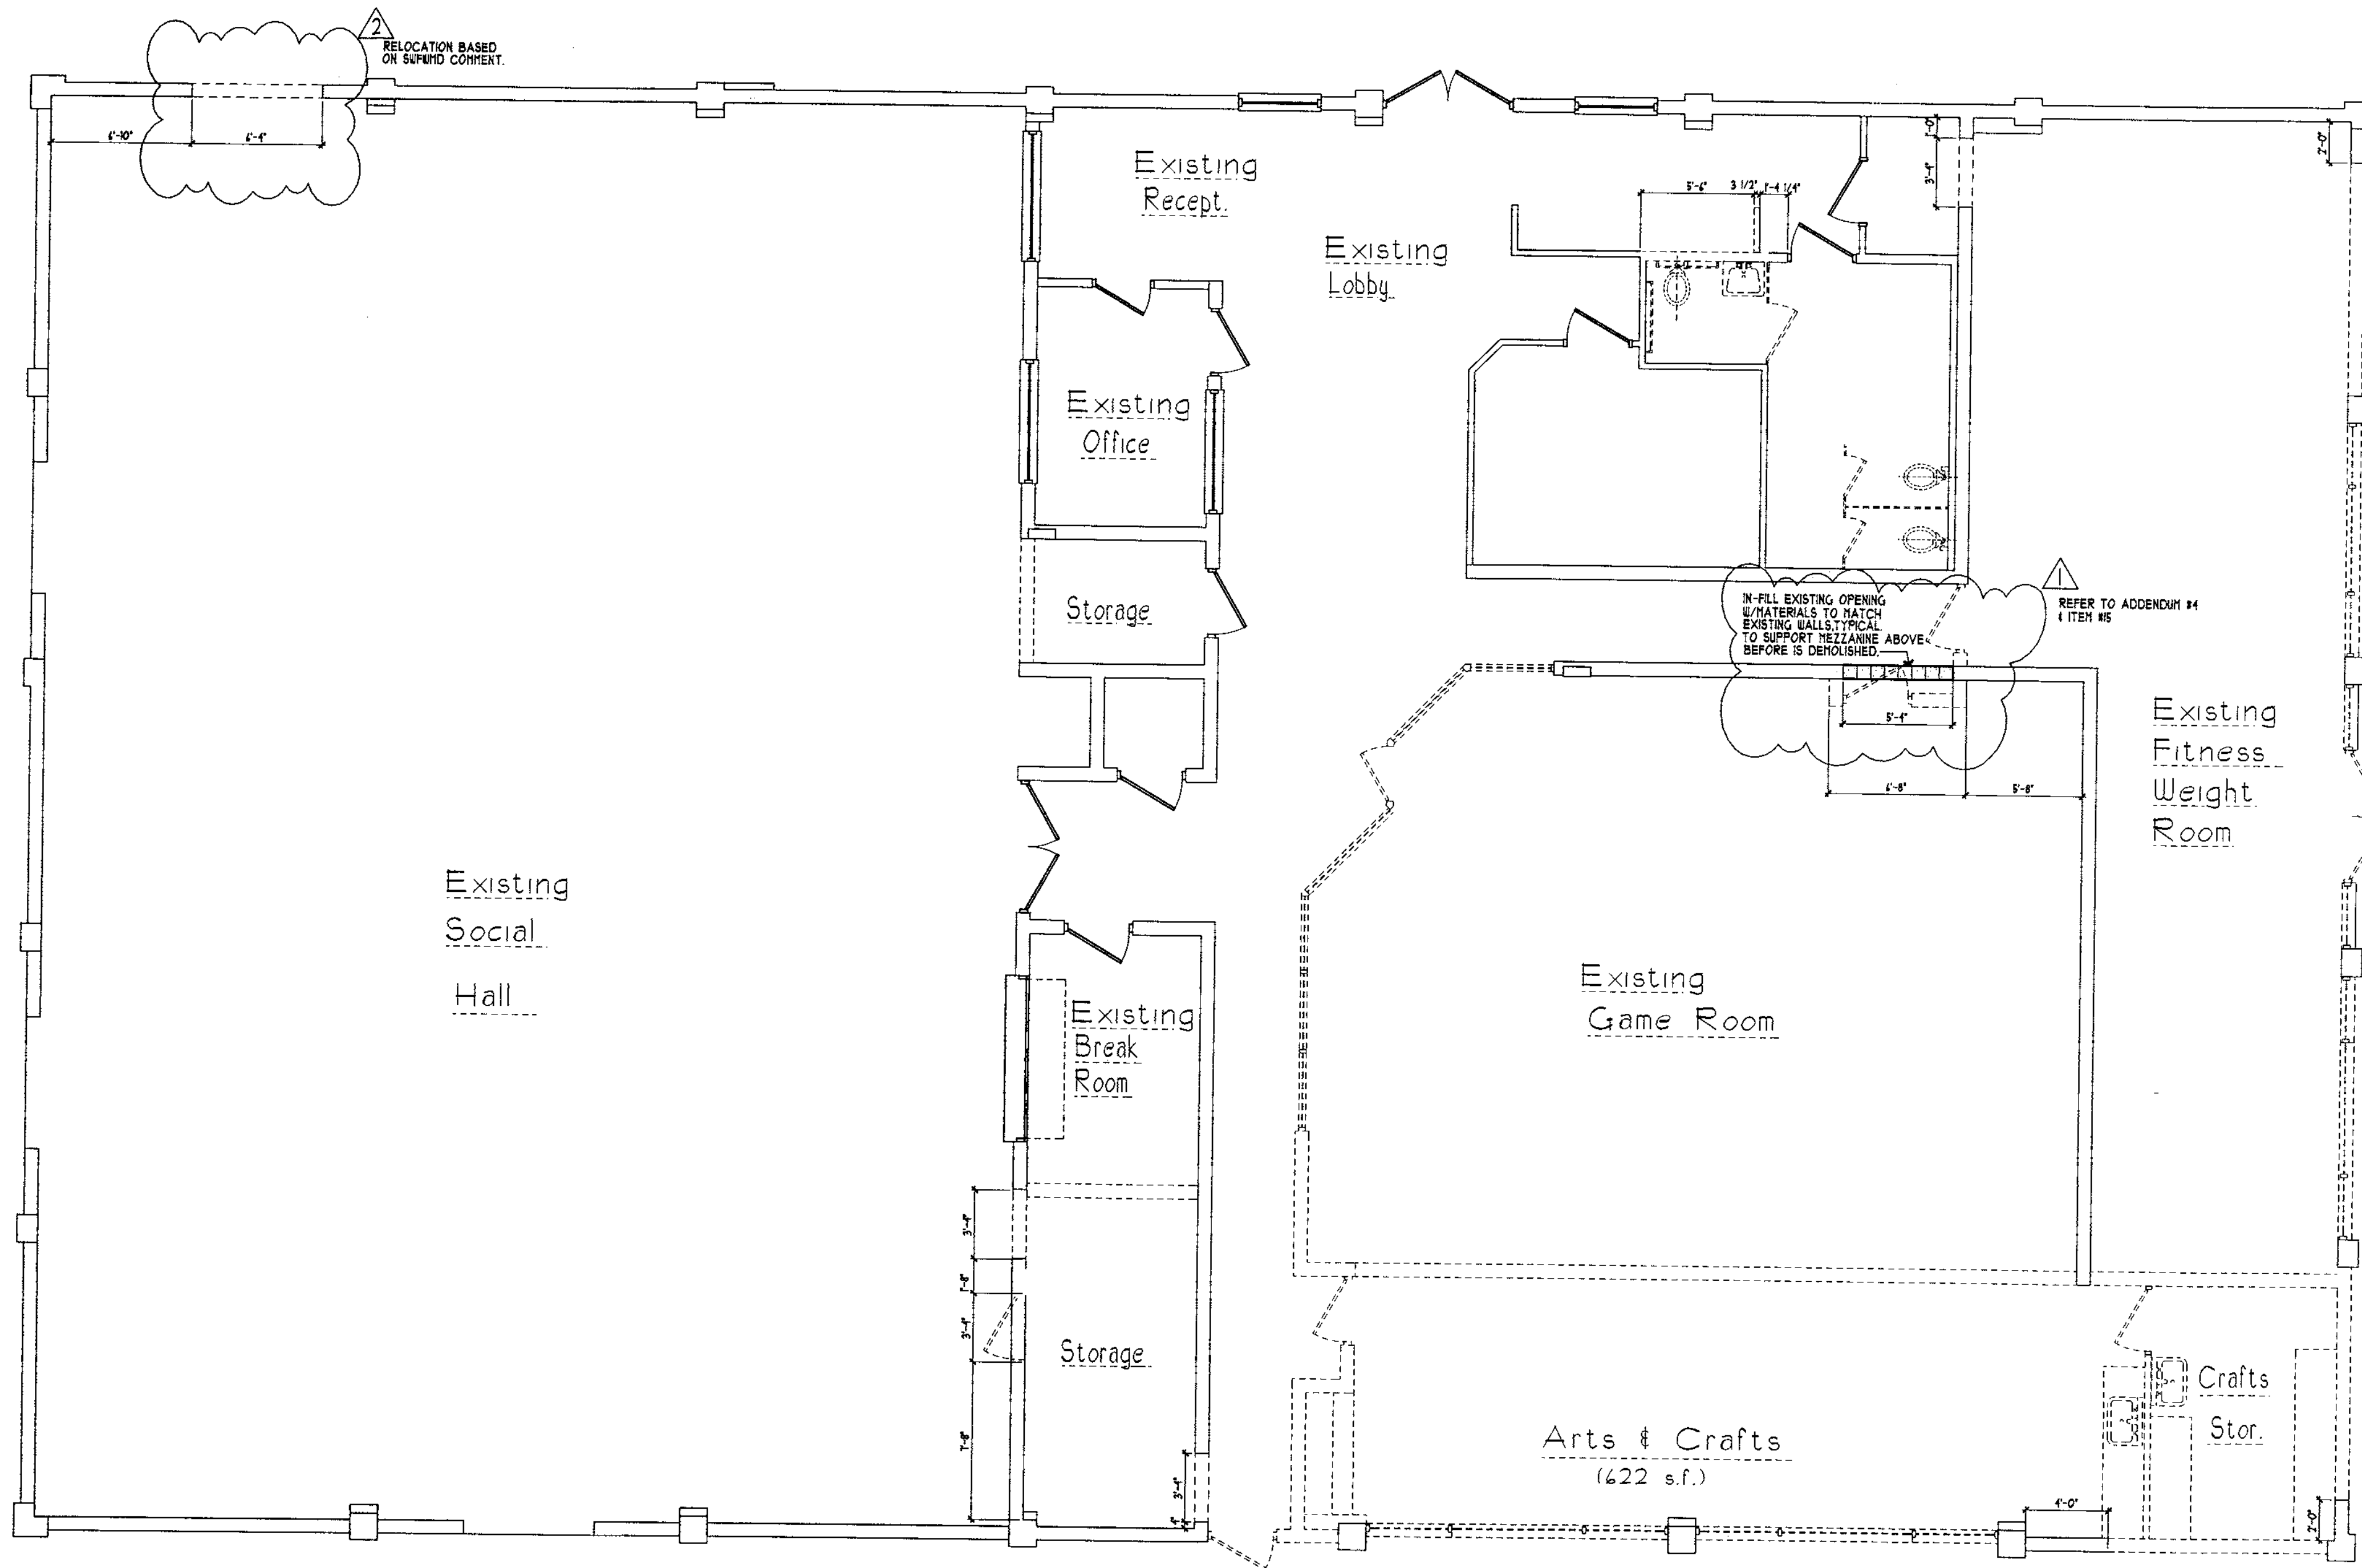 2
RELOCATION BASED
ON SWFWMD COMMENT.
6'-10"
6'-4"
Existing
Recept.
Existing
Lobby
5'-6"
3 1/2"
1'-4 1/4"
3'-4"
2'-0"
Existing
Office
Storage
1
REFER TO ADDENDUM #4
& ITEM #15
IN-FILL EXISTING OPENING
W/MATERIALS TO MATCH
EXISTING WALLS,TYPICAL.
TO SUPPORT MEZZANINE ABOVE
BEFORE IS DEMOLISHED.
5'-4"
6'-8"
5'-8"
Existing
Fitness
Weight
Room
Existing
Social
Hall
Existing
Game Room
Existing
Break
Room
3'-4"
1'-8"
3'-4"
7'-8"
Storage
3'-4"
4"
Arts & Crafts
(622 s.f.)
Crafts
Stor.
4'-0"
2'-0"